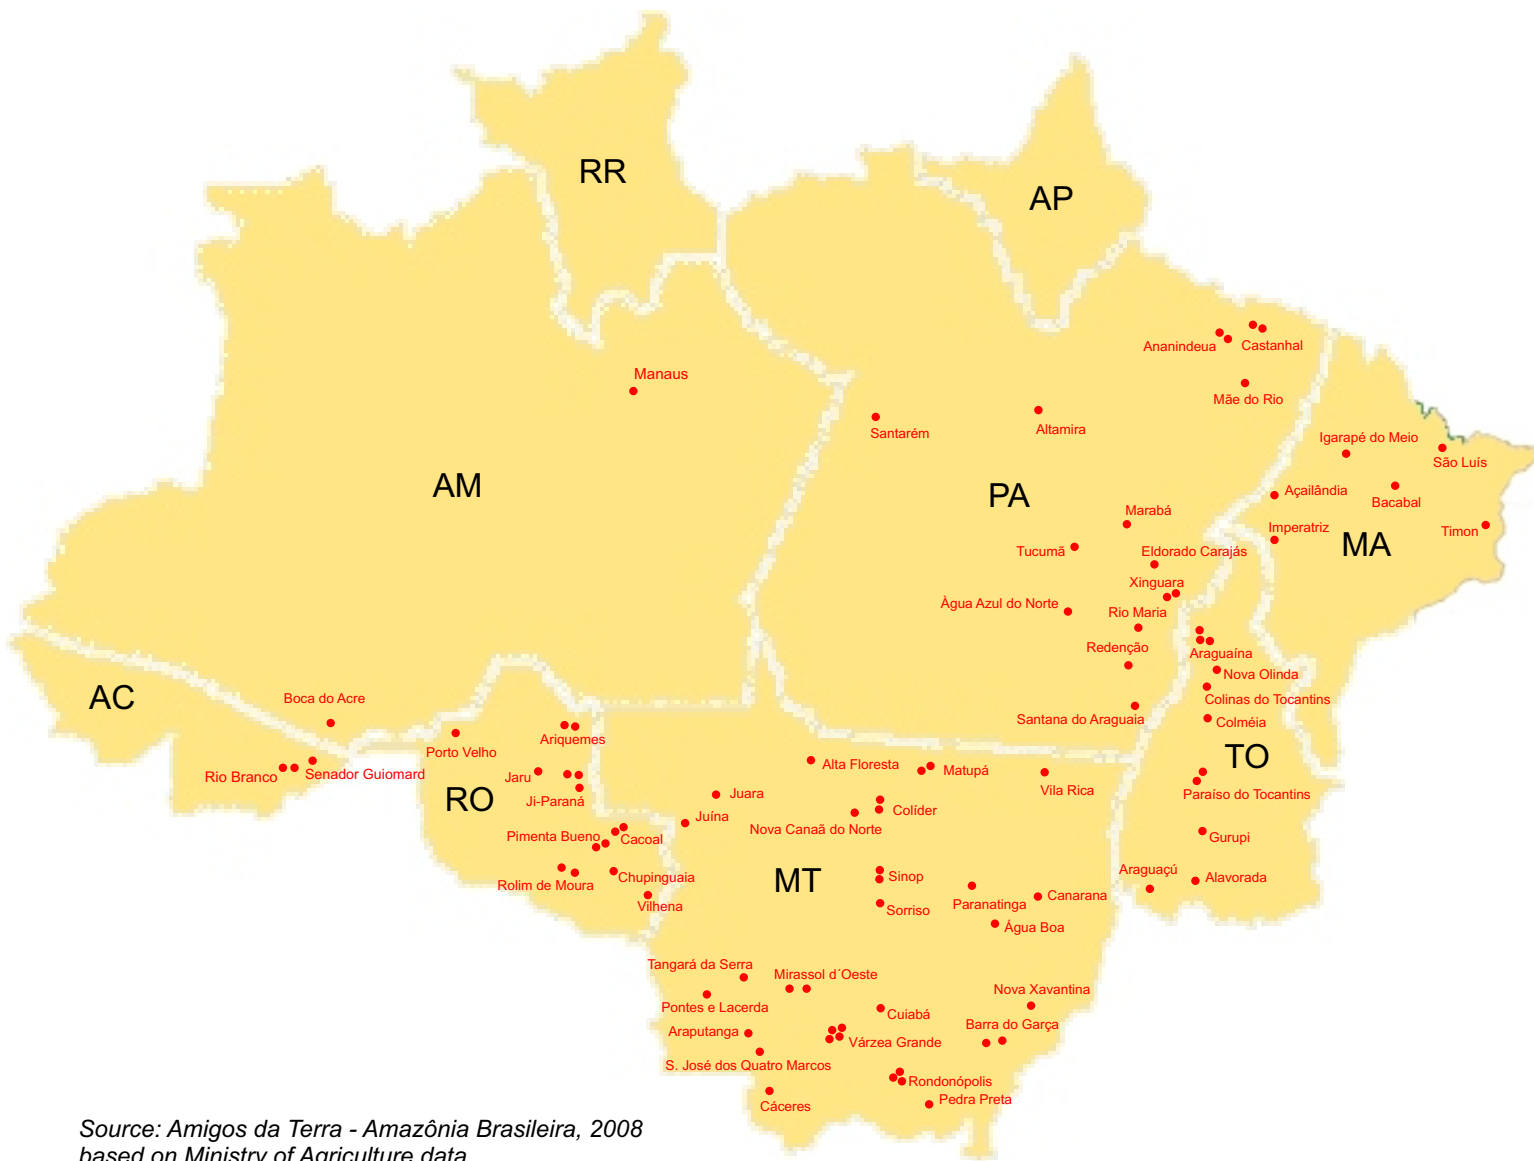 RR
AP
Ananindeua
Castanhal
Manaus
Mãe do Rio
Santarém
Altamira
Igarapé do Meio
São Luís
AM
PA
Açailândia
Bacabal
Marabá
Imperatriz
Timon
MA
Tucumã
Eldorado Carajás
Xinguara
Àgua Azul do Norte
Rio Maria
Redenção
Araguaína
Nova Olinda
AC
Boca do Acre
Colinas do Tocantins
Santana do Araguaia
Colméia
Ariquemes
Porto Velho
TO
Rio Branco
Senador Guiomard
Jaru
Alta Floresta
Matupá
Vila Rica
Paraíso do Tocantins
RO
Ji-Paraná
Juara
Colíder
Juína
Nova Canaã do Norte
Pimenta Bueno
Cacoal
Gurupi
Rolim de Moura
Chupinguaia
MT
Sinop
Araguaçú
Alavorada
Vilhena
Sorriso
Paranatinga
Canarana
Água Boa
Tangará da Serra
Mirassol d´Oeste
Pontes e Lacerda
Nova Xavantina
Cuiabá
Araputanga
Várzea Grande
Barra do Garça
S. José dos Quatro Marcos
Rondonópolis
Cáceres
Pedra Preta
Source: Amigos da Terra - Amazônia Brasileira, 2008
based on Ministry of Agriculture data